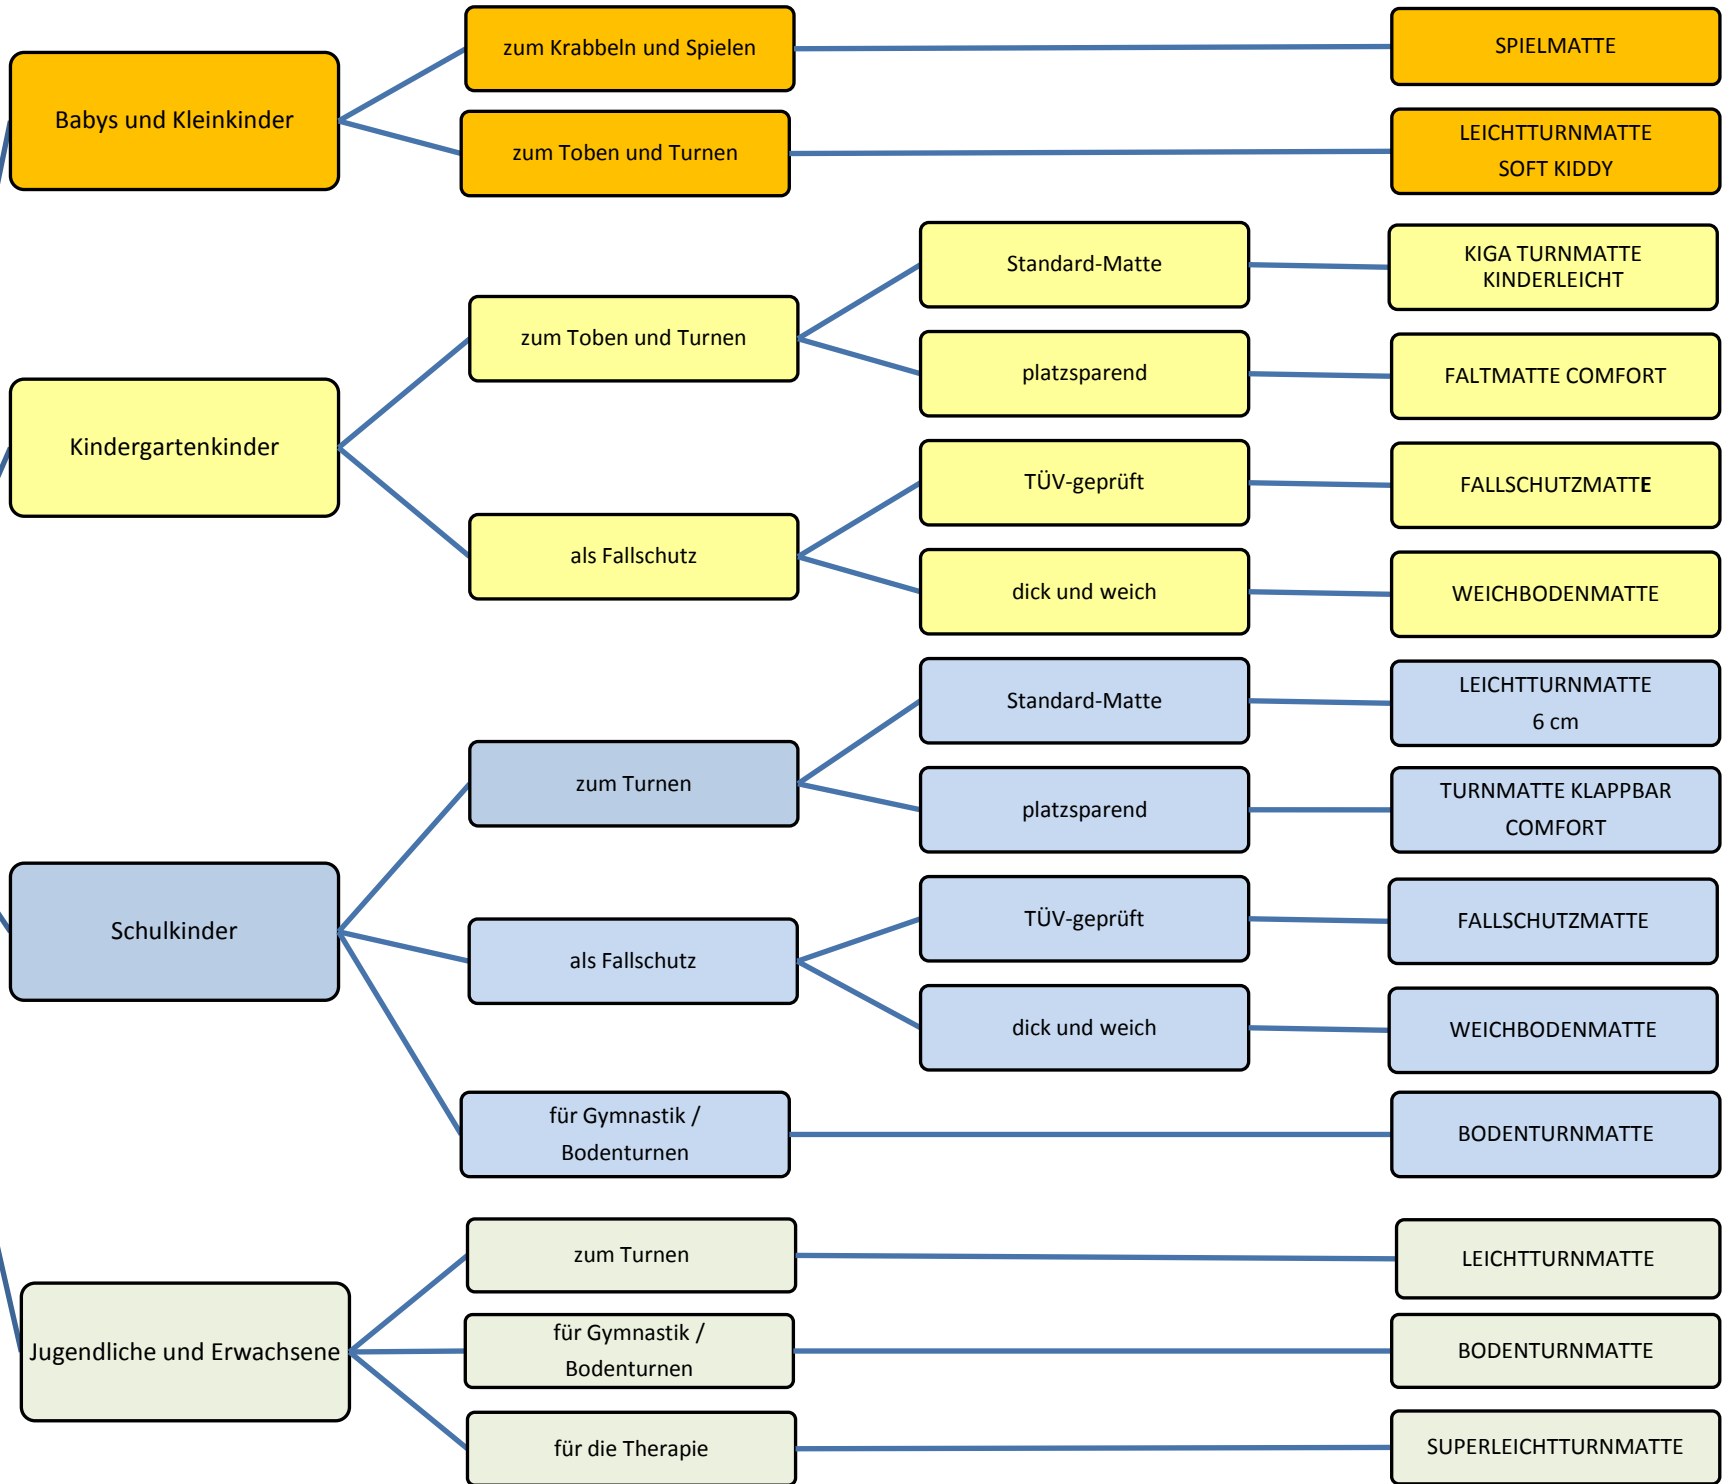 Babys und Kleinkinder
zum Krabbeln und Spielen
SPIELMATTE
zum Toben und Turnen
LEICHTTURNMATTE
SOFT KIDDY
Kindergartenkinder
zum Toben und Turnen
Standard-Matte
KIGA TURNMATTE
KINDERLEICHT
platzsparend
FALTMATTE COMFORT
als Fallschutz
TÜV-geprüft
FALLSCHUTZMATTE
dick und weich
WEICHBODENMATTE
Schulkinder
zum Turnen
Standard-Matte
LEICHTTURNMATTE
6 cm
platzsparend
TURNMATTE KLAPPBAR
COMFORT
als Fallschutz
TÜV-geprüft
FALLSCHUTZMATTE
dick und weich
WEICHBODENMATTE
für Gymnastik /
Bodenturnen
BODENTURNMATTE
Jugendliche und Erwachsene
zum Turnen
LEICHTTURNMATTE
für Gymnastik /
Bodenturnen
BODENTURNMATTE
für die Therapie
SUPERLEICHTTURNMATTE